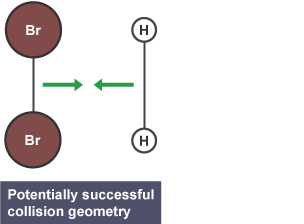 Br H
Br H
Potentially successful
collision geometry